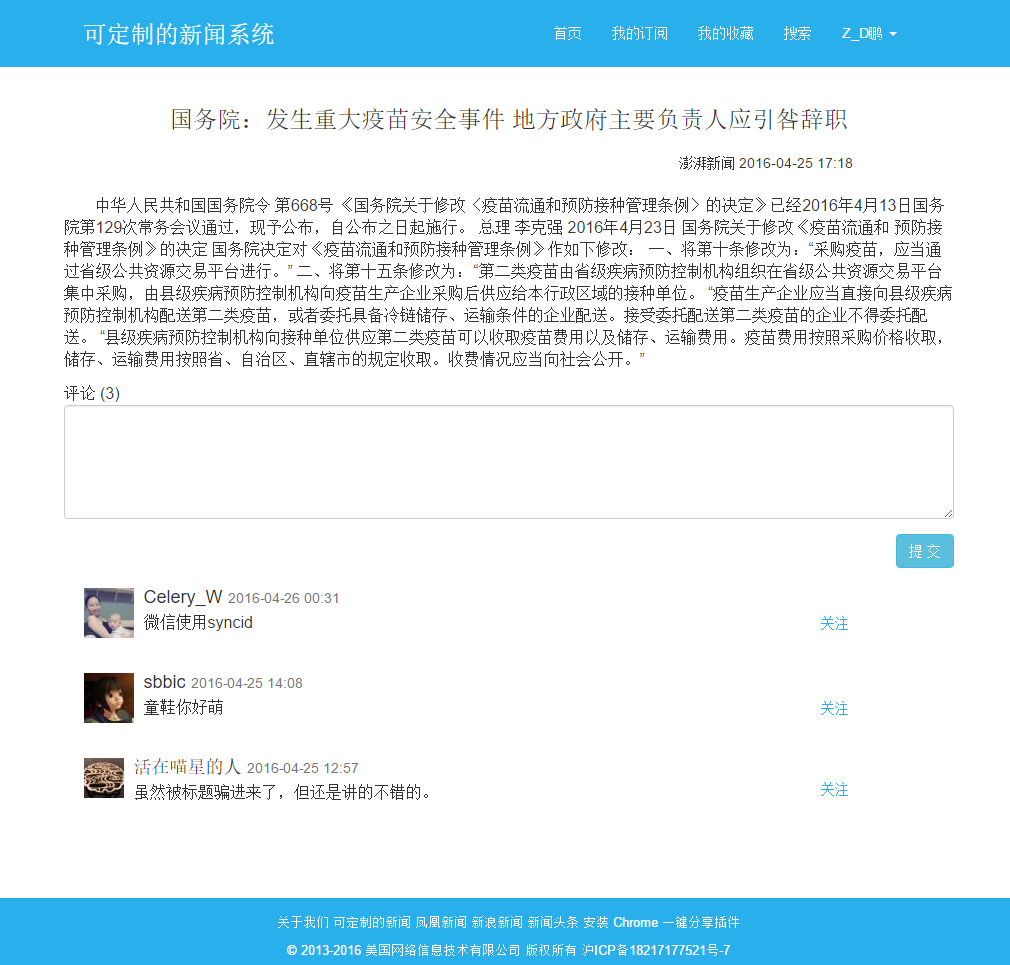 可定制的新闻系统
首页 我的订阅 我的收藏 搜索 Z_D鹏
国务院：发生重大疫苗安全事件 地方政府主要负责人应引咎辞职
澎湃新闻 2016-04-25 17:18
中华人民共和国国务院令 第668号 《国务院关于修改〈疫苗流通和预防接种管理条例〉的决定》已经2016年4月13日国务
院第129次常务会议通过，现予公布，自公布之日起施行。 总理 李克强 2016年4月23日 国务院关于修改《疫苗流通和 预防接
种管理条例》的决定 国务院决定对《疫苗流通和预防接种管理条例》作如下修改： 一、将第十条修改为：“采购疫苗，应当通
过省级公共资源交易平台进行。” 二、将第十五条修改为：“第二类疫苗由省级疾病预防控制机构组织在省级公共资源交易平台
集中采购，由县级疾病预防控制机构向疫苗生产企业采购后供应给本行政区域的接种单位。 “疫苗生产企业应当直接向县级疾病
预防控制机构配送第二类疫苗，或者委托具备冷链储存、运输条件的企业配送。接受委托配送第二类疫苗的企业不得委托配
送。 “县级疾病预防控制机构向接种单位供应第二类疫苗可以收取疫苗费用以及储存、运输费用。疫苗费用按照采购价格收取，
储存、运输费用按照省、自治区、直辖市的规定收取。收费情况应当向社会公开。”
评论 (3)
提 交
Celery_W 2016-04-26 00:31
微信使用syncid
关注
sbbic 2016-04-25 14:08
童鞋你好萌
关注
活在喵星的人 2016-04-25 12:57
虽然被标题骗进来了，但还是讲的不错的。
关注
关于我们 可定制的新闻 凤凰新闻 新浪新闻 新闻头条 安装 Chrome 一键分享插件
© 2013-2016 美国网络信息技术有限公司 版权所有 沪ICP备18217177521号-7